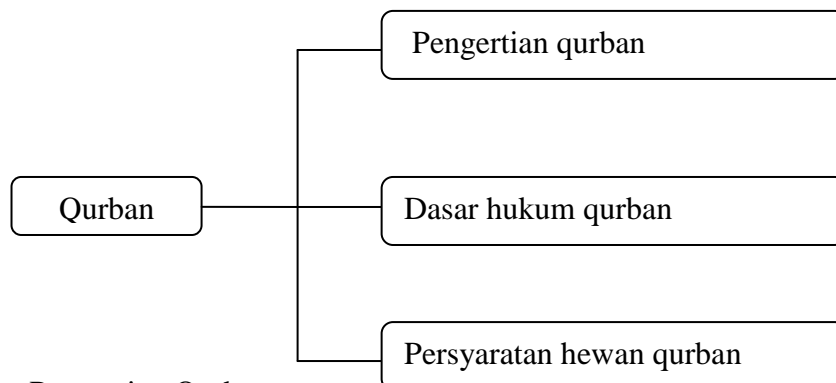 Pengertian qurban
Qurban
Dasar hukum qurban
Persyaratan hewan qurban